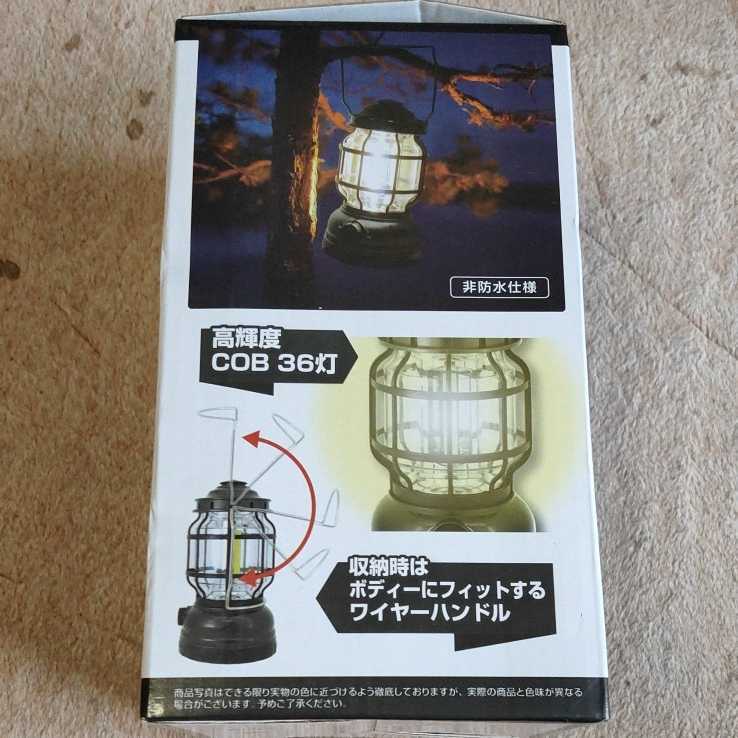 非防水仕様
高輝度
COB 36灯
収納時は
ボディーにフィットする
ワイヤーハンドル
商品写真はできる限り実物の色に近づけるよう徹底しておりますが、実際の商品と色味が異なる
場合がございます。予めご了承ください。